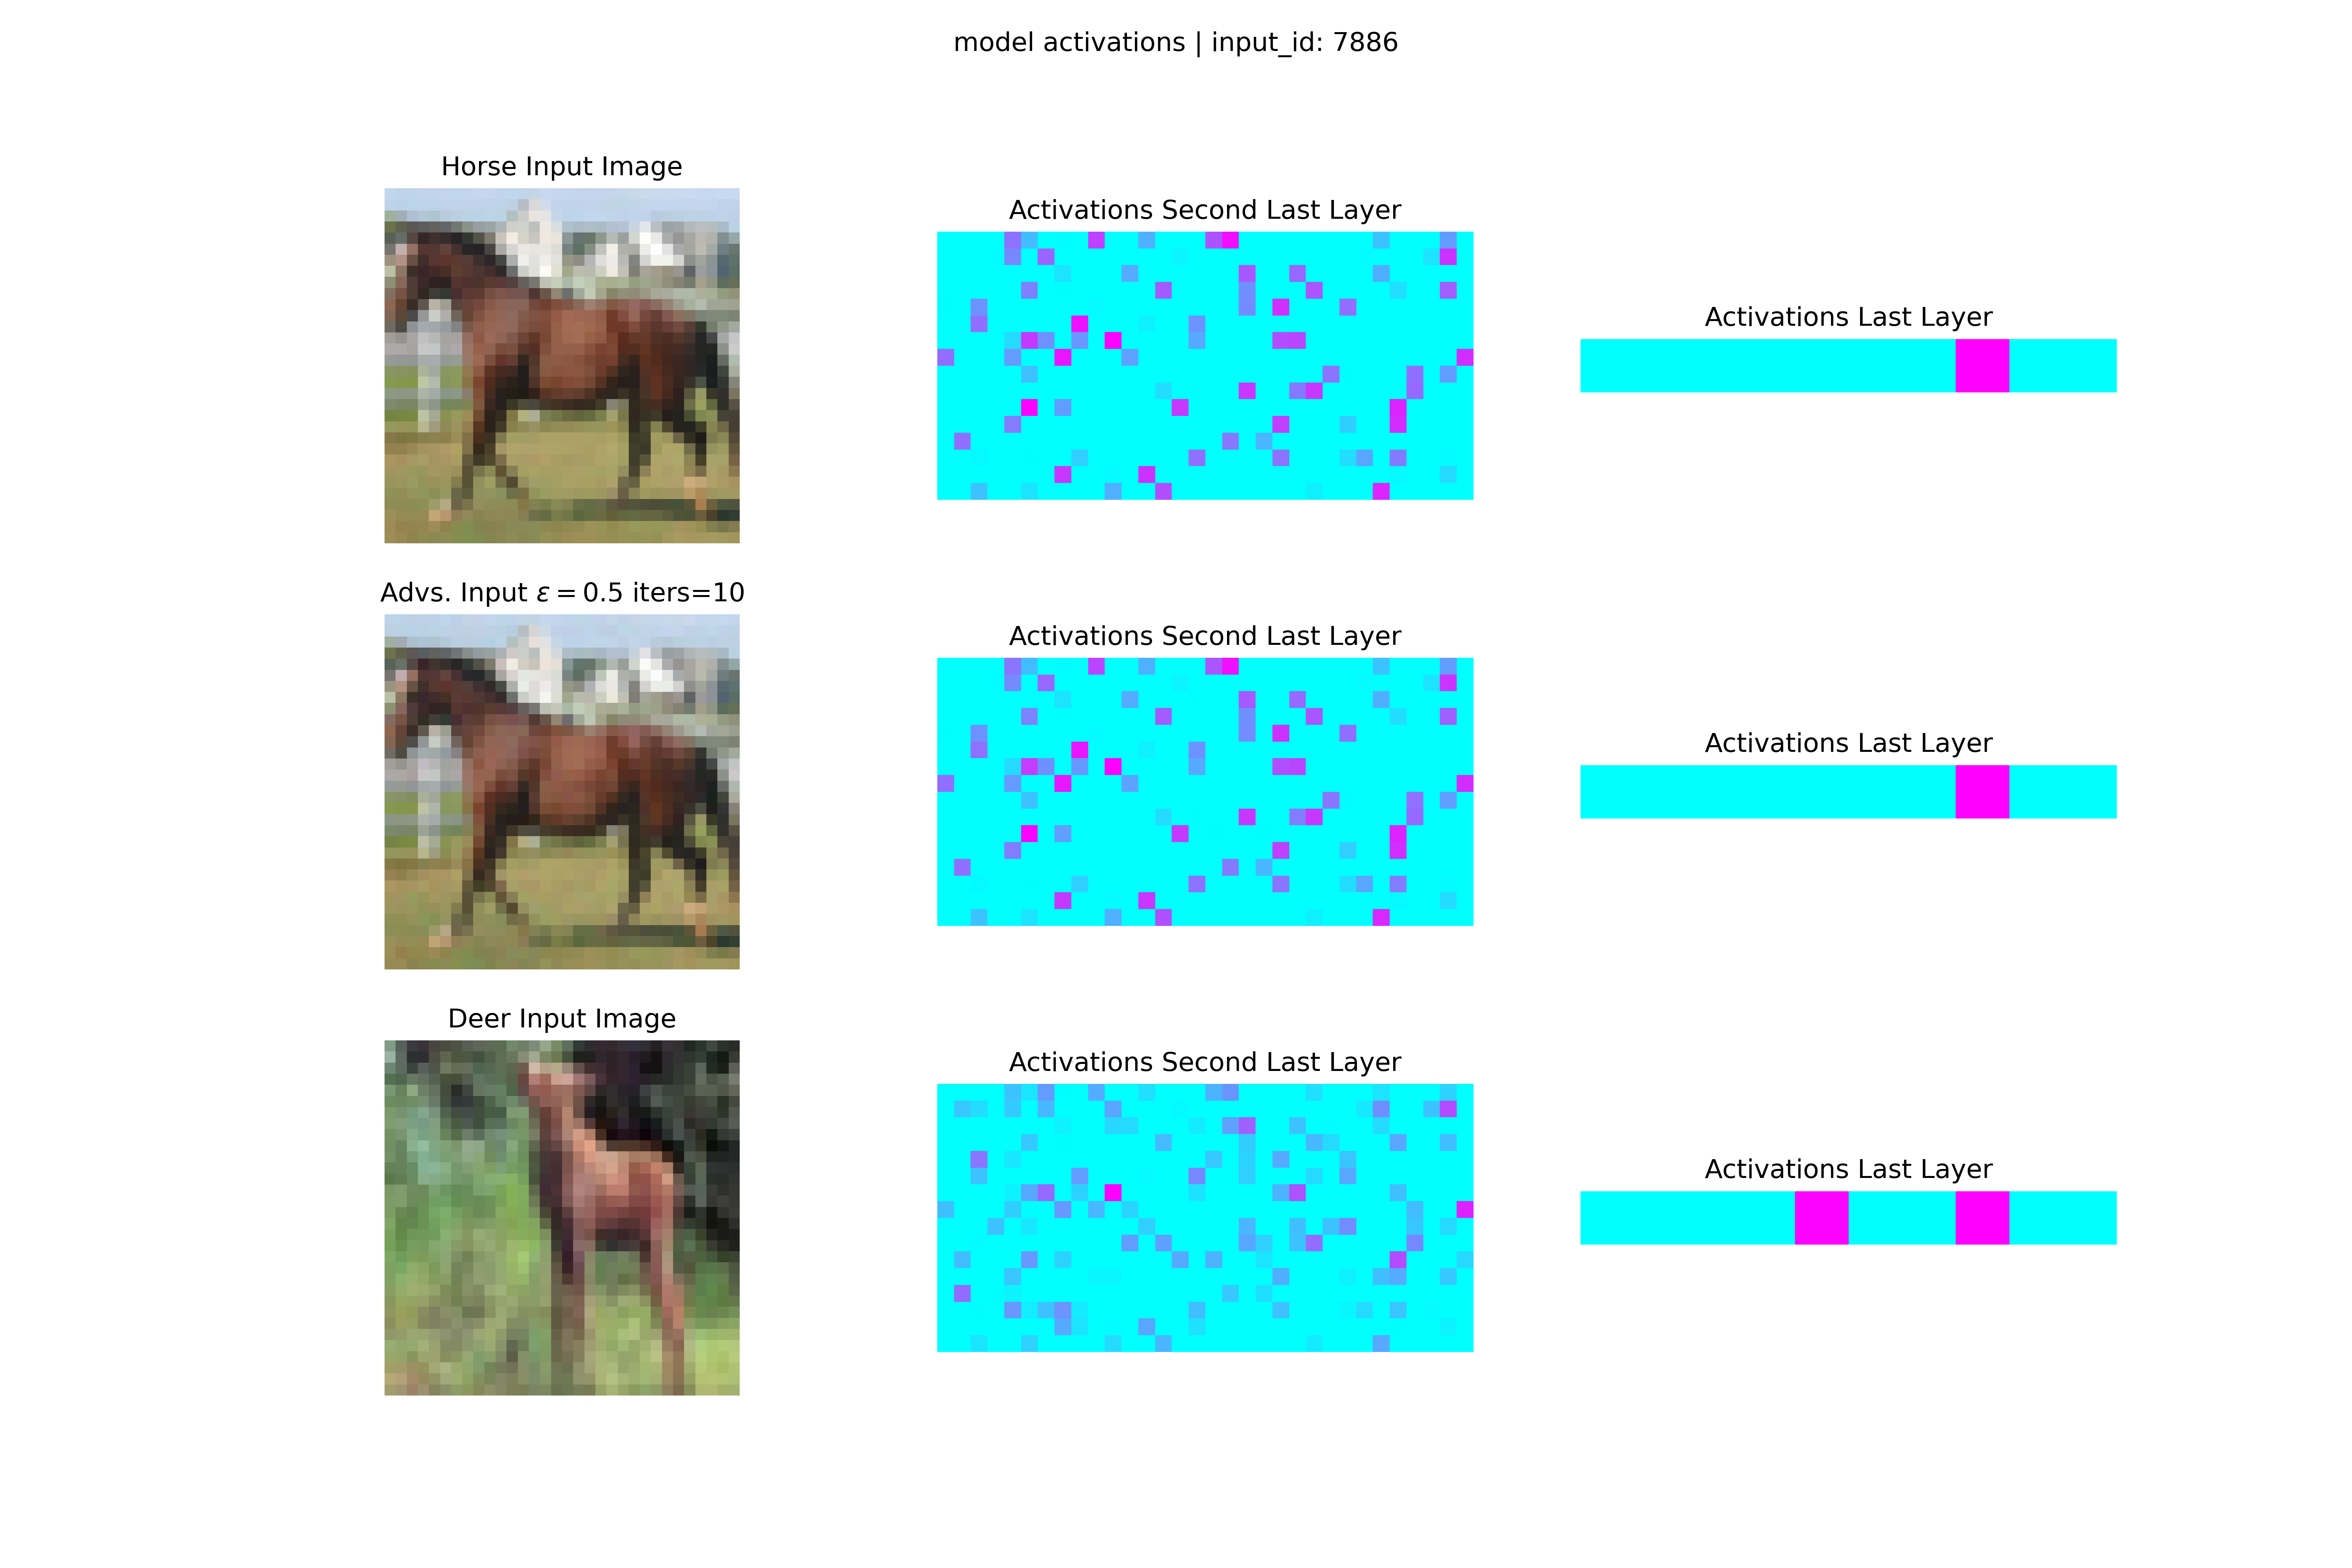 model activations | input_id: 7886
Horse Input Image
Activations Second Last Layer
Activations Last Layer
Advs. Input ε = 0.5 iters=10
Activations Second Last Layer
Activations Last Layer
Deer Input Image
Activations Second Last Layer
Activations Last Layer